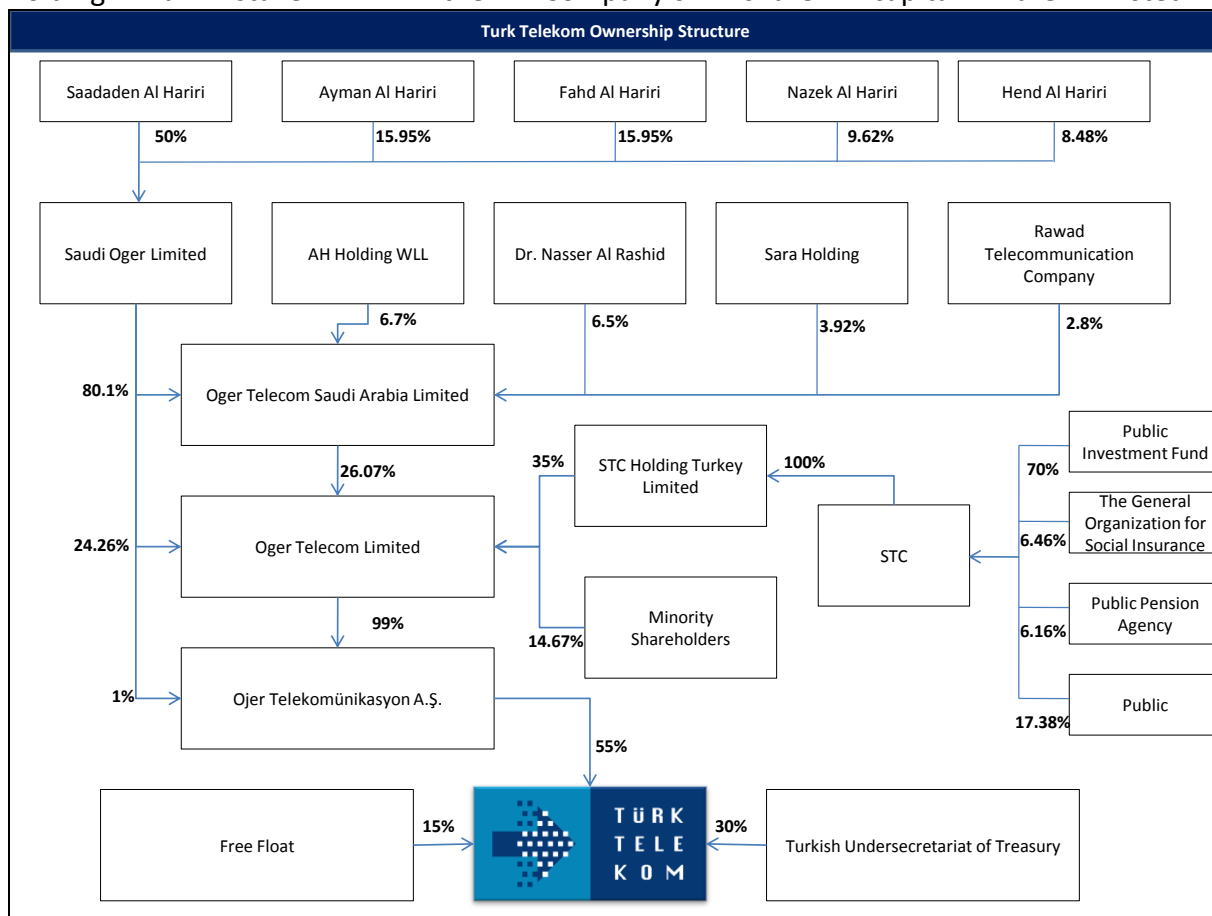 Turk Telekom Ownership Structure
Saadaden Al Hariri
Ayman Al Hariri
Fahd Al Hariri
Nazek Al Hariri
Hend Al Hariri
50%
15.95%
15.95%
9.62%
8.48%
Saudi Oger Limited
AH Holding WLL
Dr. Nasser Al Rashid
Sara Holding
Rawad
Telecommunication
Company
6.7%
6.5%
3.92%
2.8%
80.1%
Oger Telecom Saudi Arabia Limited
26.07%
35%
STC Holding Turkey
Limited
100%
Public
Investment Fund
70%
The General
Organization for
Social Insurance
6.46%
24.26%
Oger Telecom Limited
STC
99%
14.67%
Minority
Shareholders
Public Pension
Agency
6.16%
1%
Ojer Telekomünikasyon A.Ş.
Public
17.38%
55%
Free Float
15%
TÜRK
TELE
KOM
30%
Turkish Undersecretariat of Treasury